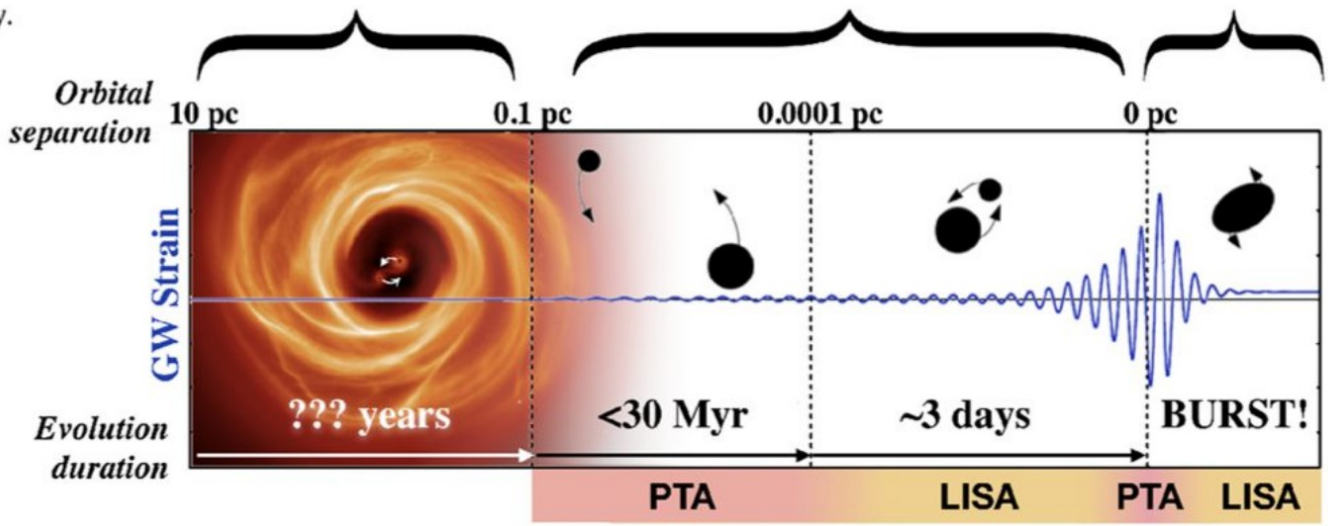 y.
Orbital
separation
10 pc 0.1 pc 0.0001 pc 0 pc
GW Strain
??? years <30 Myr ~3 days BURST!
Evolution
duration
PTA LISA PTA LISA